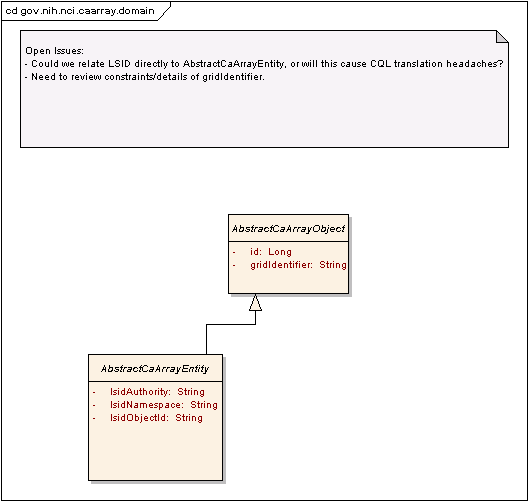 cd gov.nih.nci.caarray.domain
Open Issues:
- Could we relate LSID directly to AbstractCaArrayEntity, or will this cause CQL translation headaches?
- Need to review constraints/details of gridIdentifier.
AbstractCaArrayObject
- id: Long
- gridIdentifier: String
AbstractCaArrayEntity
- lsidAuthority: String
- lsidNamespace: String
- lsidObjectId: String